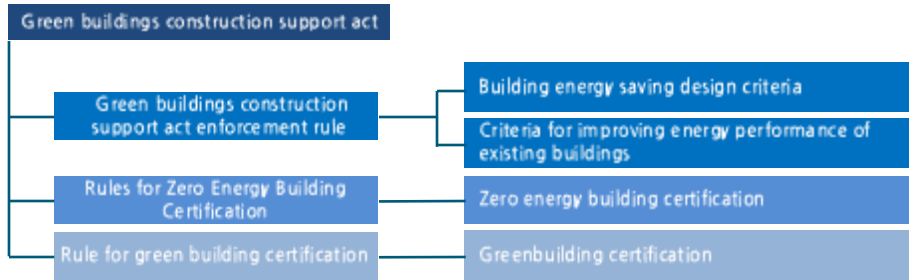 Green buildings construction support act
Green buildings construction
support act enforcement rule
Building energy saving design criteria
Criteria for improving energy performance of
existing buildings
Rules for Zero Energy Building
Certification
Zero energy building certification
Rule for green building certification
Greenbuilding certification